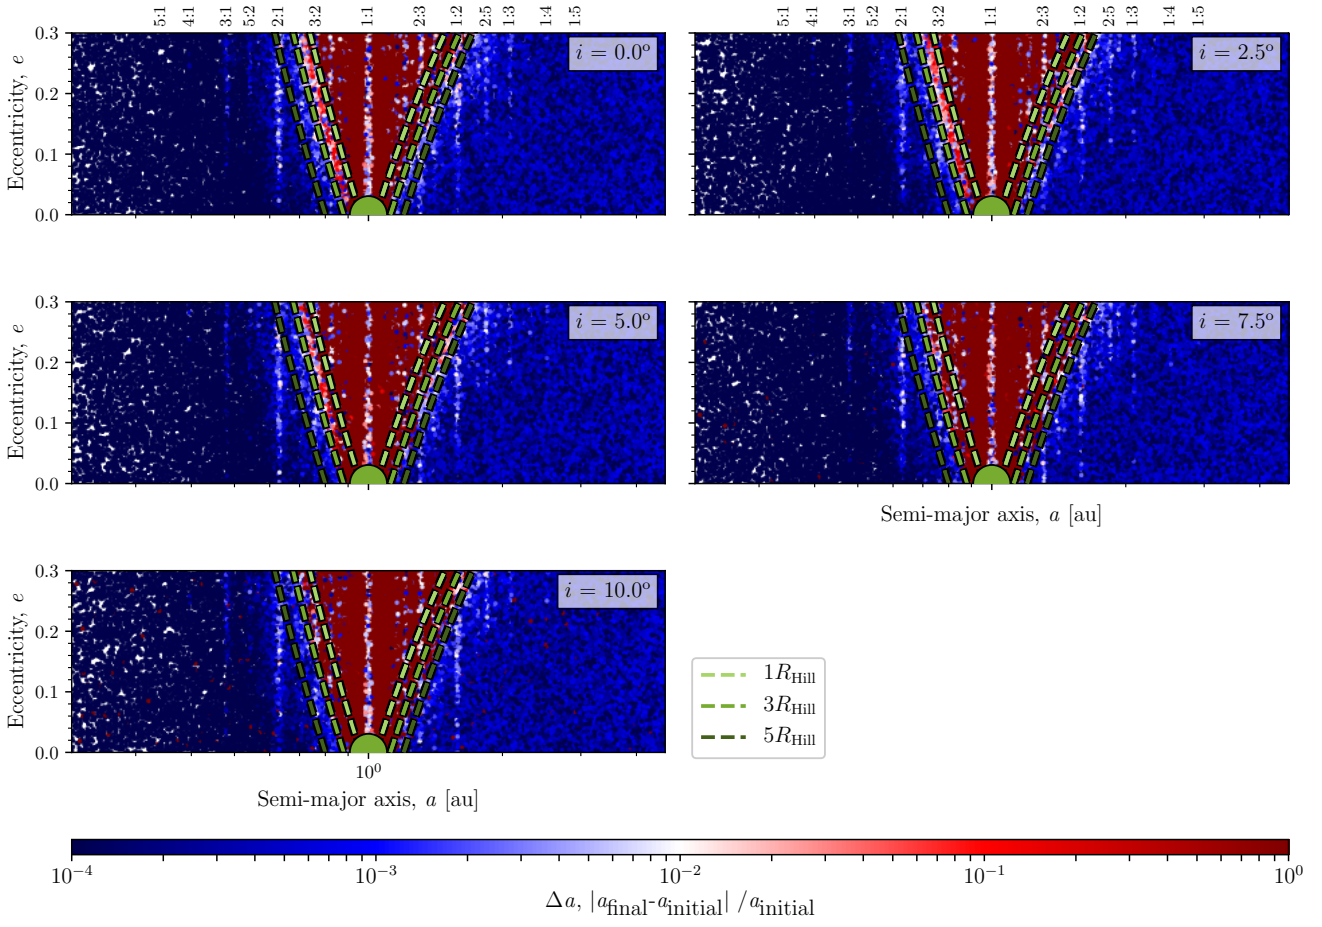 5:1 4:1 3:1 5:2 2:1 3:2 1:1 2:3 1:2 2:5 1:3 1:4 1:5
5:1 4:1 3:1 5:2 2:1 3:2 1:1 2:3 1:2 2:5 1:3 1:4 1:5
Eccentricity, e
0.3
0.2
0.1
0.0
i = 0.0º
i = 2.5º
Eccentricity, e
0.3
0.2
0.1
0.0
i = 5.0º
i = 7.5º
Semi-major axis, a [au]
Eccentricity, e
0.3
0.2
0.1
0.0
i = 10.0º
10⁰
Semi-major axis, a [au]
1R_Hill
3R_Hill
5R_Hill
10⁻⁴ 10⁻³ 10⁻² 10⁻¹ 10⁰
Δa, |a_final-a_initial| /a_initial